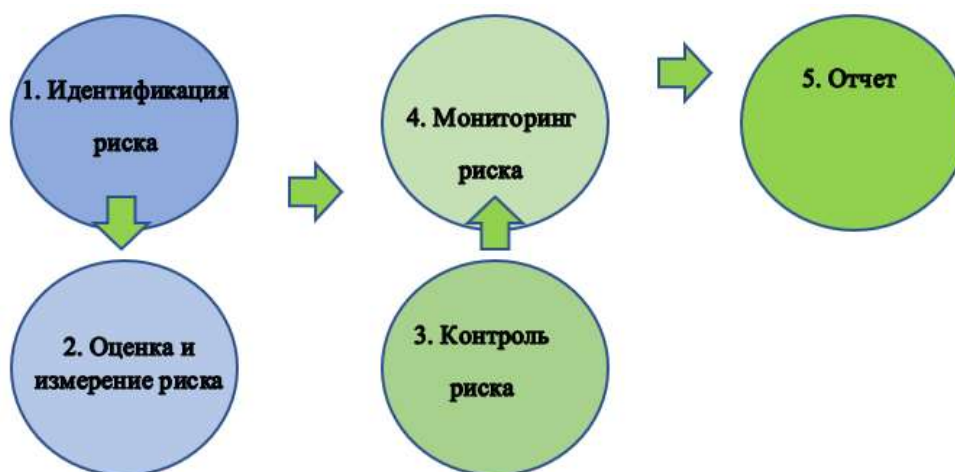 1. Идентификация
риска
2. Оценка и
измерение риска
3. Контроль
риска
4. Мониторинг
риска
5. Отчет